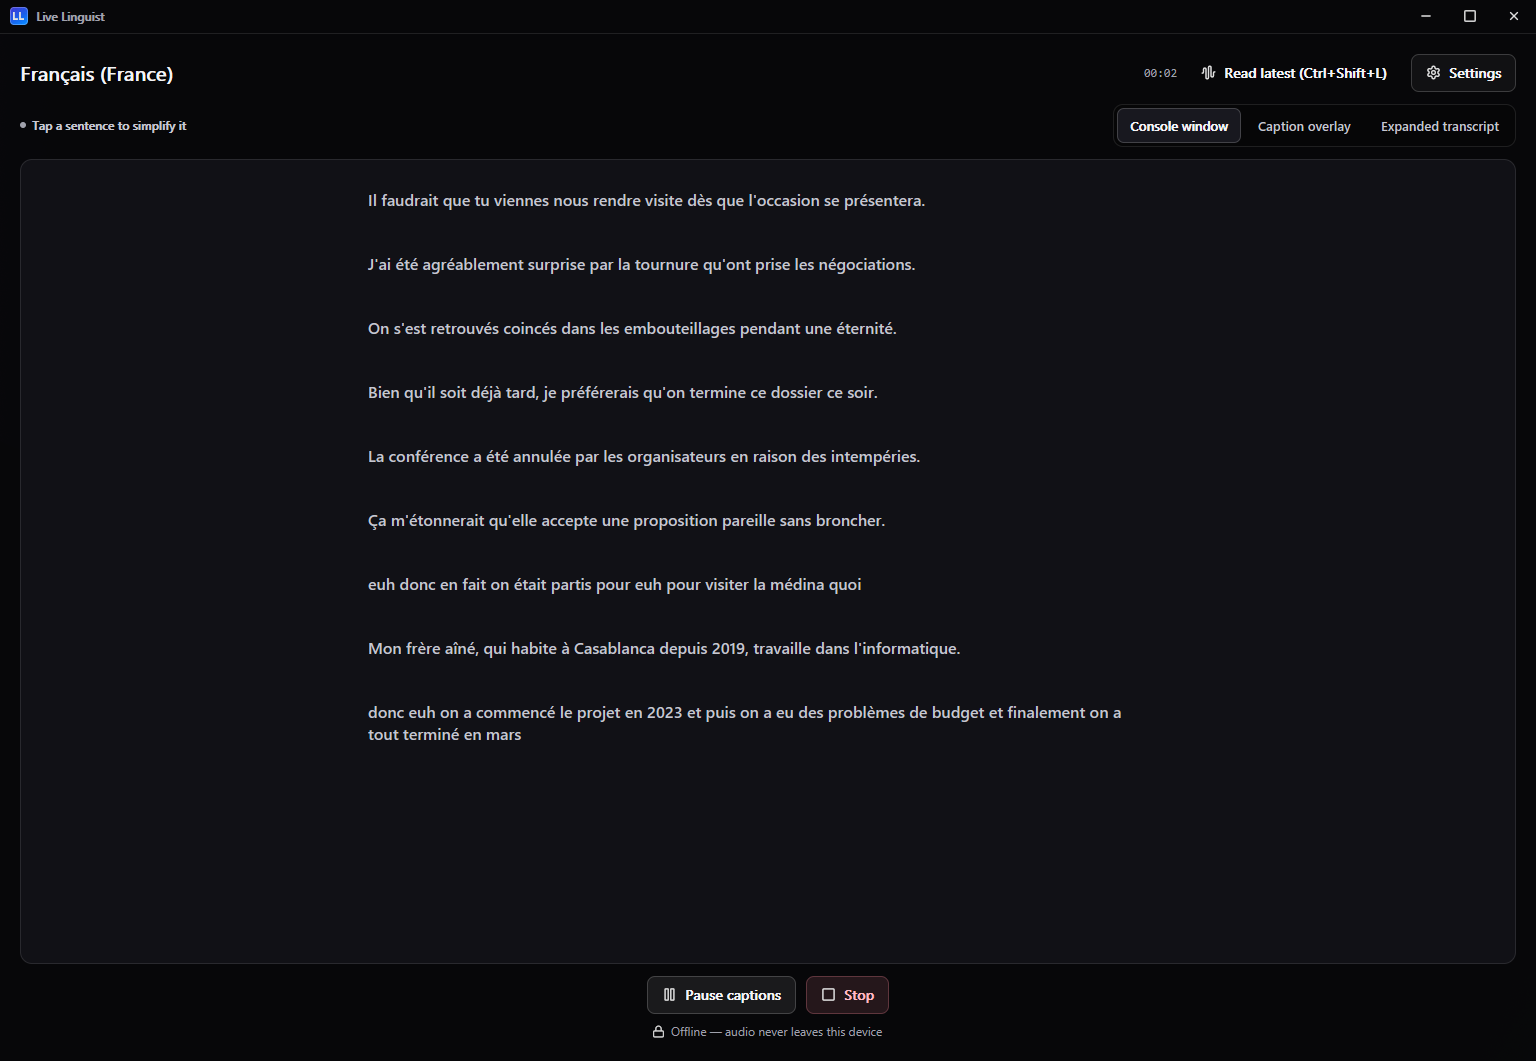 LL Live Linguist
Français (France)
00:02 Read latest (Ctrl+Shift+L) Settings
Tap a sentence to simplify it
Console window Caption overlay Expanded transcript
Il faudrait que tu viennes nous rendre visite dès que l'occasion se présentera.
J'ai été agréablement surprise par la tournure qu'ont prise les négociations.
On s'est retrouvés coincés dans les embouteillages pendant une éternité.
Bien qu'il soit déjà tard, je préférerais qu'on termine ce dossier ce soir.
La conférence a été annulée par les organisateurs en raison des intempéries.
Ça m'étonnerait qu'elle accepte une proposition pareille sans broncher.
euh donc en fait on était partis pour euh pour visiter la médina quoi
Mon frère aîné, qui habite à Casablanca depuis 2019, travaille dans l'informatique.
donc euh on a commencé le projet en 2023 et puis on a eu des problèmes de budget et finalement on a
tout terminé en mars
Pause captions Stop
Offline — audio never leaves this device